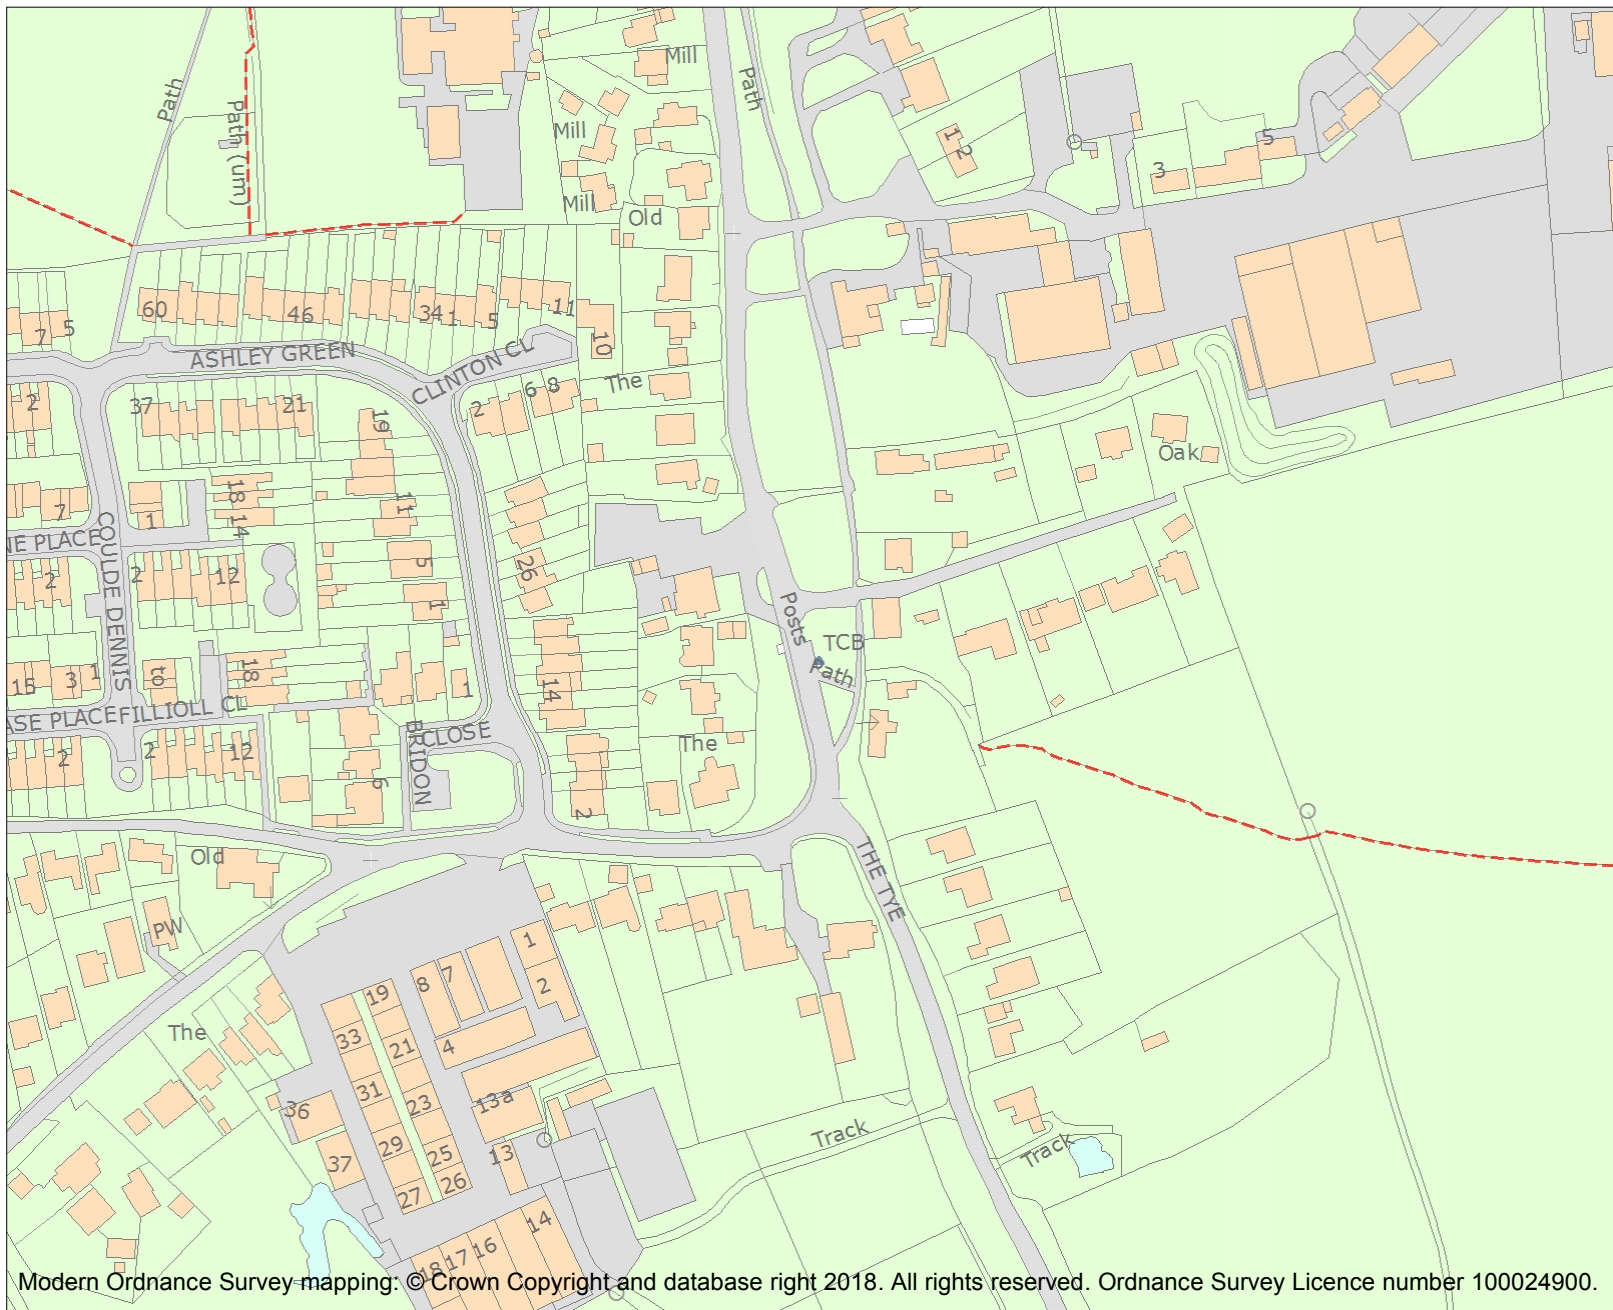 Path
Path (um)
Mill
Mill
Mill
Old
Path
1
2
3
5
60
46
34
1
5
11
10
7
5
ASHLEY GREEN
CLINTON CL
The
2
6
8
2
37
21
19
Oak
18
14
11
7
1
NE PLACE
COULDE DENNIS
2
2
12
5
1
26
Posts
TCB
Path
15
3
1
to
18
1
14
ASE PLACE
FILLIOLL CL
BRIDON
CLOSE
The
2
2
12
6
2
THE TYE
Old
PW
The
1
2
8
7
19
33
21
4
31
23
13a
36
29
25
13
37
27
26
Track
Track
14
16
17
18
Modern Ordnance Survey mapping: © Crown Copyright and database right 2018. All rights reserved. Ordnance Survey Licence number 100024900.